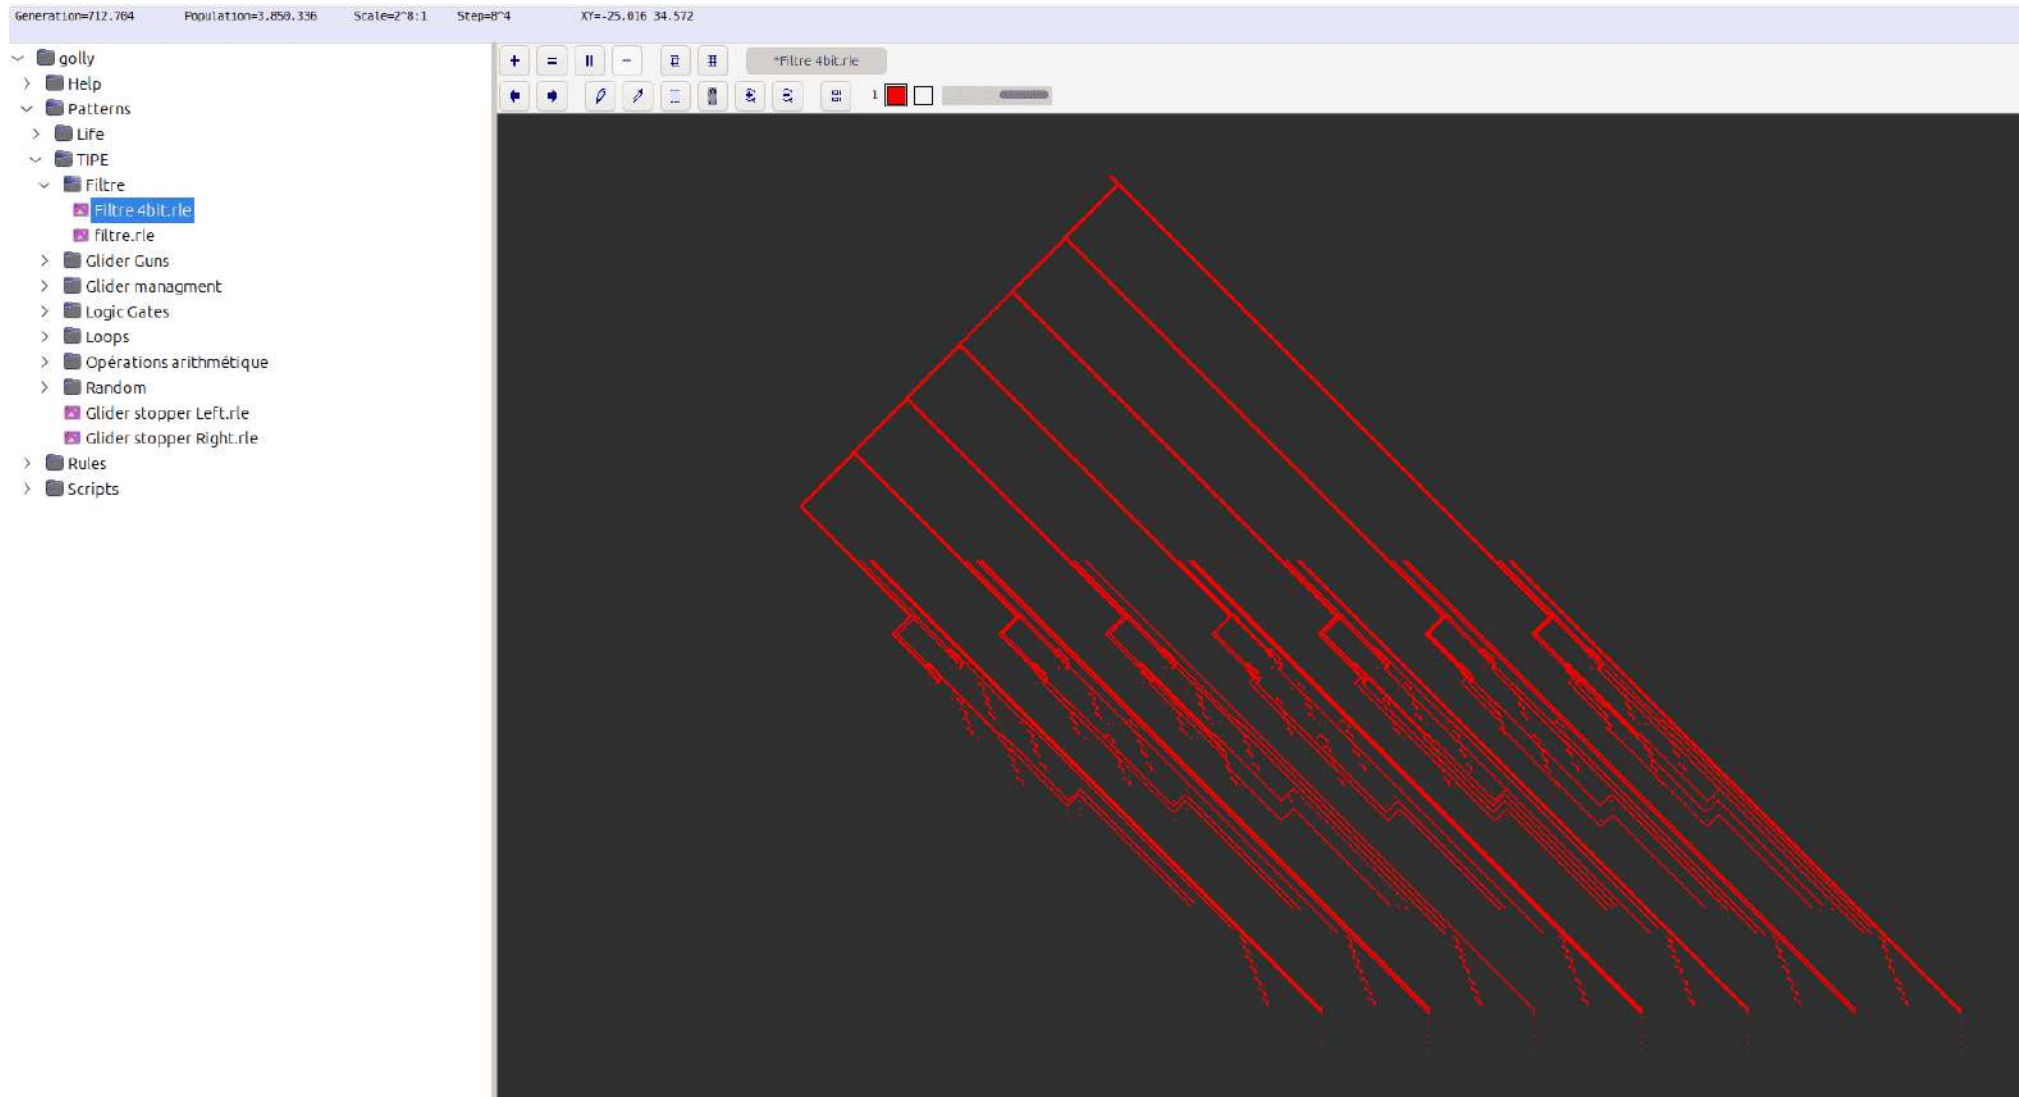 Generation=712.704 Population=3,850,336 Scale=2^8:1 Step=8^4 XY=-25.016 34.572
golly
Help
Patterns
Life
TIPE
Filtre
Filtre 4bit.rle
filtre.rle
Glider Guns
Glider managment
Logic Gates
Loops
Opérations arithmétique
Random
Glider stopper Left.rle
Glider stopper Right.rle
Rules
Scripts
*Filtre 4bit.rle
1